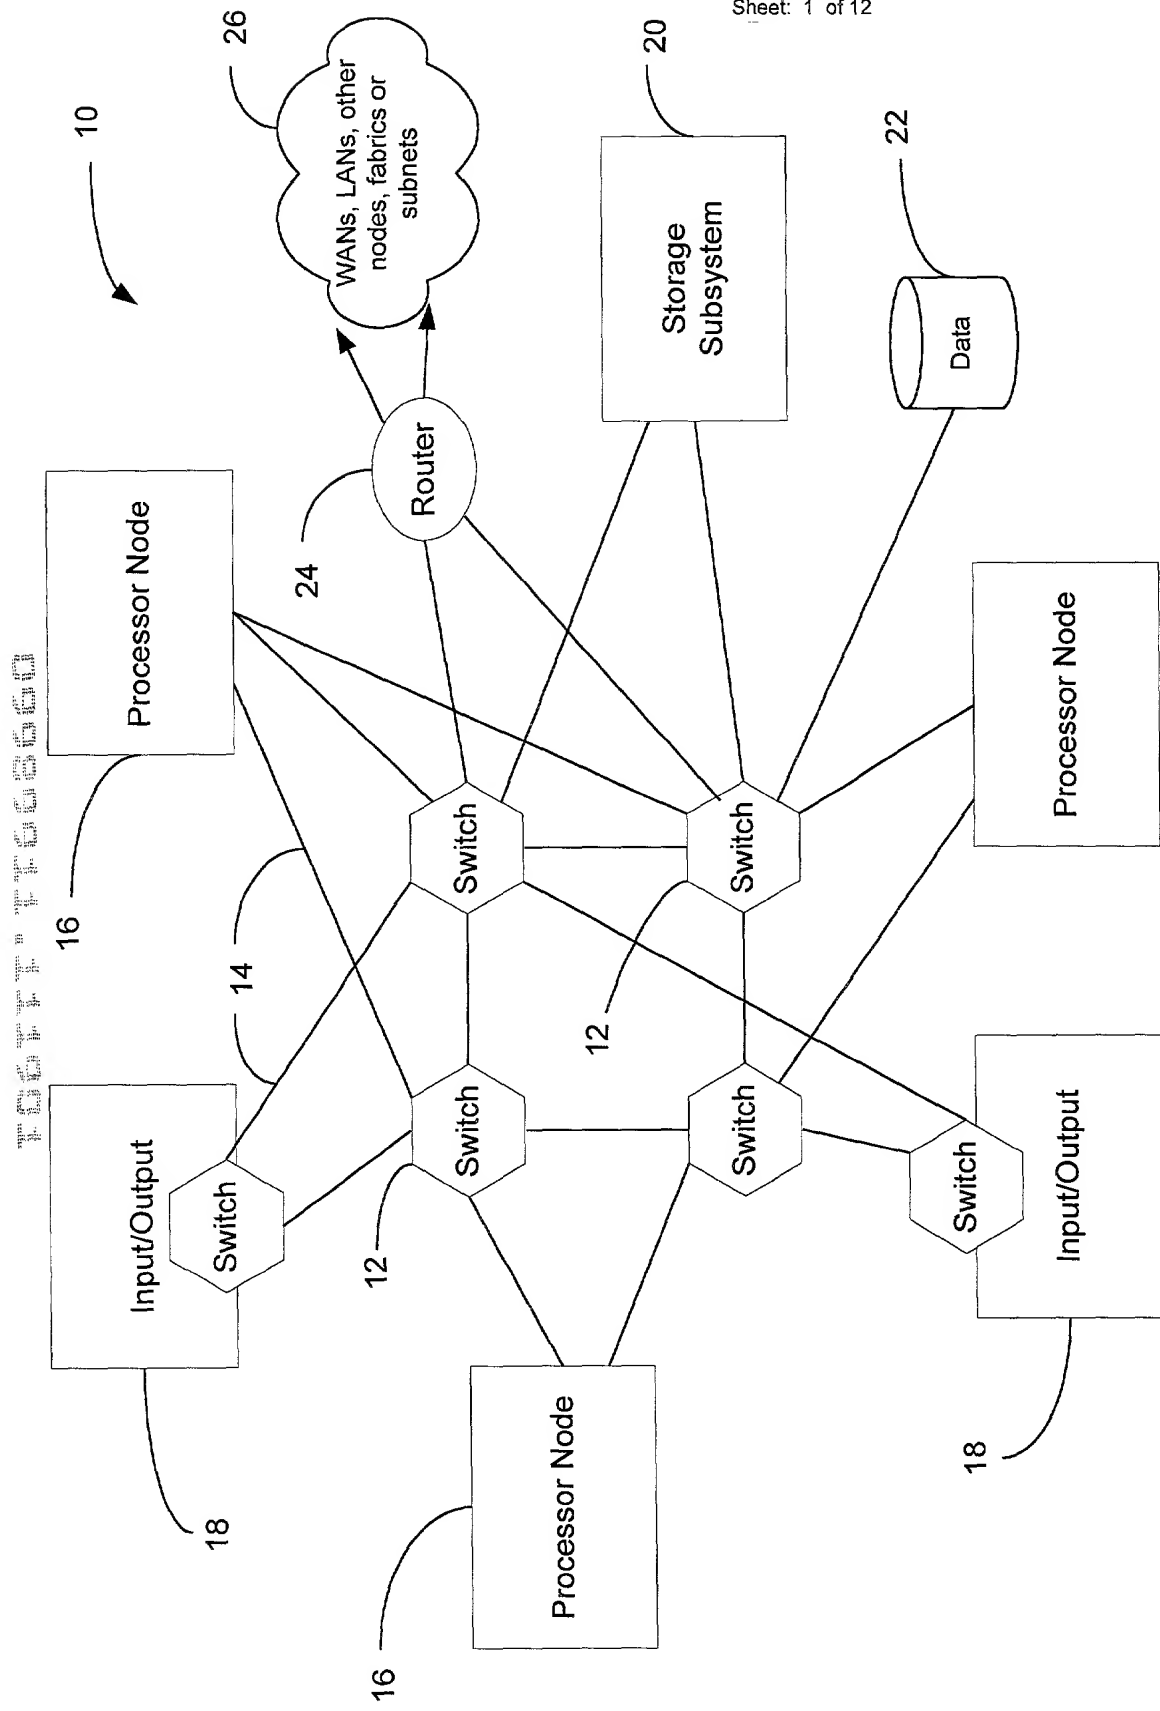 Sheet: 1 of 12
10
26
WANs, LANs, other
nodes, fabrics or
subnets
16
Processor Node
24
Router
20
Storage
Subsystem
22
Data
14
18
Input/Output
Switch
Switch
12
Switch
12
Switch
Switch
16
Processor Node
Processor Node
18
Switch
Input/Output